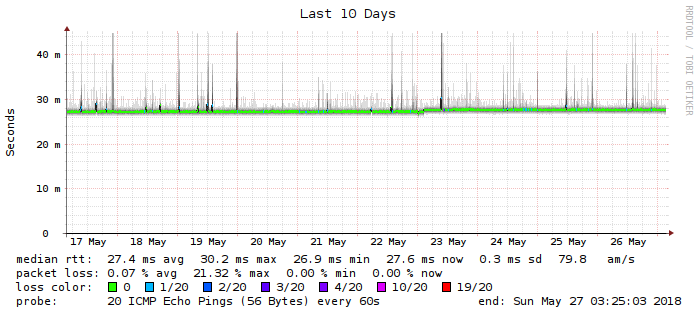 Last 10 Days
RRDTOOL / TOBI OETIKER
Seconds
40 m
30 m
20 m
10 m
0
17 May 18 May 19 May 20 May 21 May 22 May 23 May 24 May 25 May 26 May
median rtt: 27.4 ms avg 30.2 ms max 26.9 ms min 27.6 ms now 0.3 ms sd 79.8 am/s
packet loss: 0.07 % avg 21.32 % max 0.00 % min 0.00 % now
loss color: 0 1/20 2/20 3/20 4/20 10/20 19/20
probe: 20 ICMP Echo Pings (56 Bytes) every 60s end: Sun May 27 03:25:03 2018